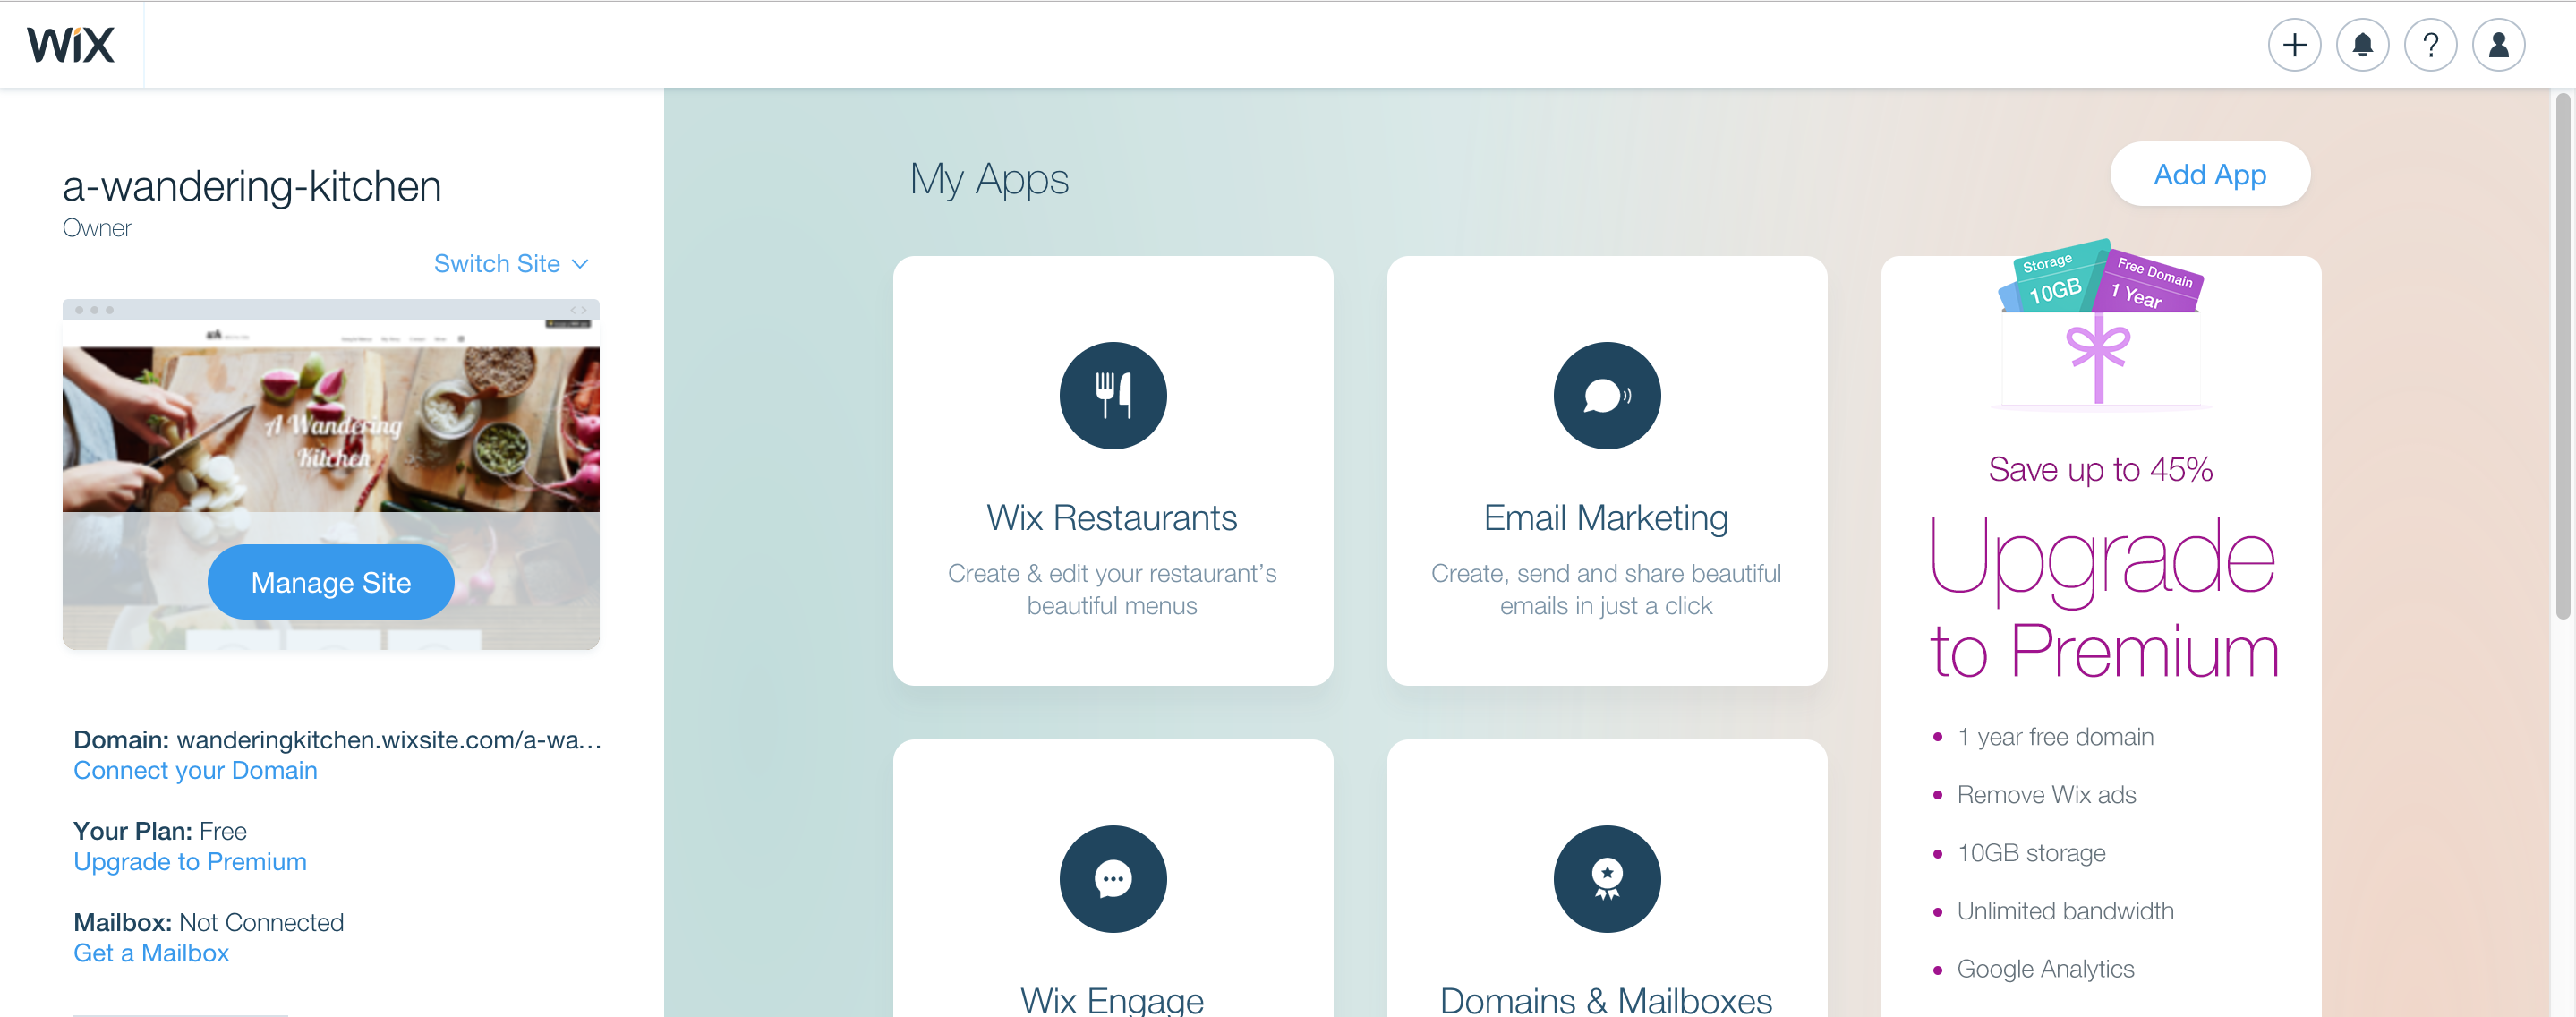 WiX
a-wandering-kitchen
Owner
Switch Site
A Wandering
Kitchen
Manage Site
Domain: wanderingkitchen.wixsite.com/a-wa...
Connect your Domain
Your Plan: Free
Upgrade to Premium
Mailbox: Not Connected
Get a Mailbox
My Apps
Add App
Wix Restaurants
Create & edit your restaurant's
beautiful menus
Email Marketing
Create, send and share beautiful
emails in just a click
Wix Engage
Domains & Mailboxes
Storage
10GB
Free Domain
1 Year
Save up to 45%
Upgrade
to Premium
• 1 year free domain
• Remove Wix ads
• 10GB storage
• Unlimited bandwidth
• Google Analytics